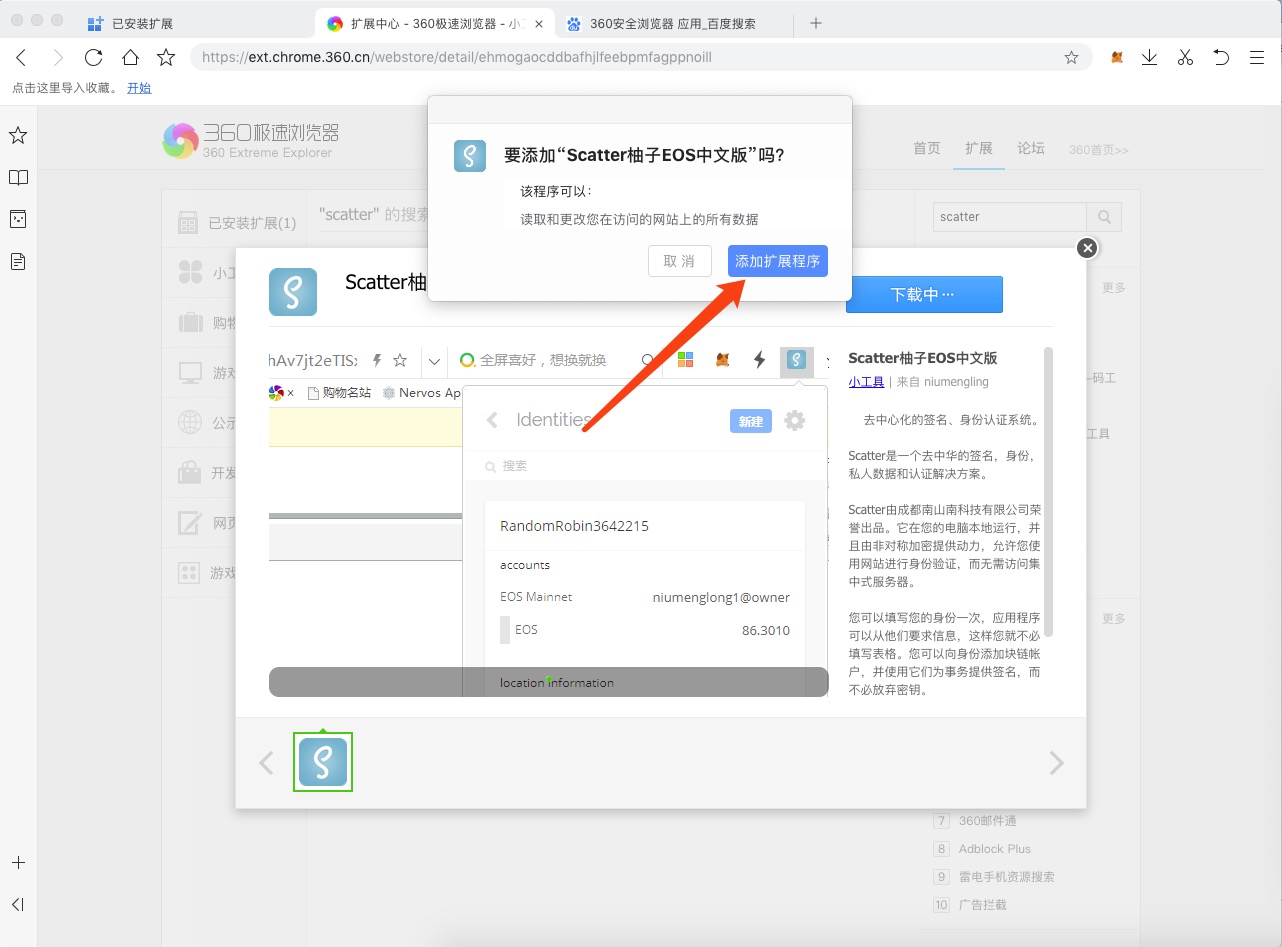 已安装扩展
扩展中心 - 360极速浏览器 - 小
360安全浏览器 应用_百度搜索
https://ext.chrome.360.cn/webstore/detail/ehmogaocddbafhjlfeebpmfagppnoill
点击这里导入收藏。 开始
360极速浏览器
360 Extreme Explorer
首页 扩展 论坛 360首页>>
要添加“Scatter柚子EOS中文版”吗?
该程序可以：
读取和更改您在访问的网站上的所有数据
取消 添加扩展程序
已安装扩展(1)
"scatter" 的搜索
scatter
小工
购物
游戏
公示
开发
网页
游戏
更多
Scatter柚
下载中 ···
hAv7jt2eTIS
全屏喜好，想换就换
购物名站 Nervos Ap
Identities 新建
搜索
RandomRobin3642215
accounts
EOS Mainnet niumenglong1@owner
EOS 86.3010
location information
Scatter柚子EOS中文版
小工具 | 来自 niumengling
去中心化的签名、身份认证系统。
Scatter是一个去中华的签名，身份，
私人数据和认证解决方案。
Scatter由成都南山南科技有限公司荣
誉出品。它在您的电脑本地运行，并
且由非对称加密提供动力，允许您使
用网站进行身份验证，而无需访问集
中式服务器。
您可以填写您的身份一次，应用程序
可以从他们要求信息，这样您就不必
填写表格。您可以向身份添加块链帐
户，并使用它们为事务提供签名，而
不必放弃密钥。
码工
工具
更多
7 360邮件通
8 Adblock Plus
9 雷电手机资源搜索
10 广告拦截